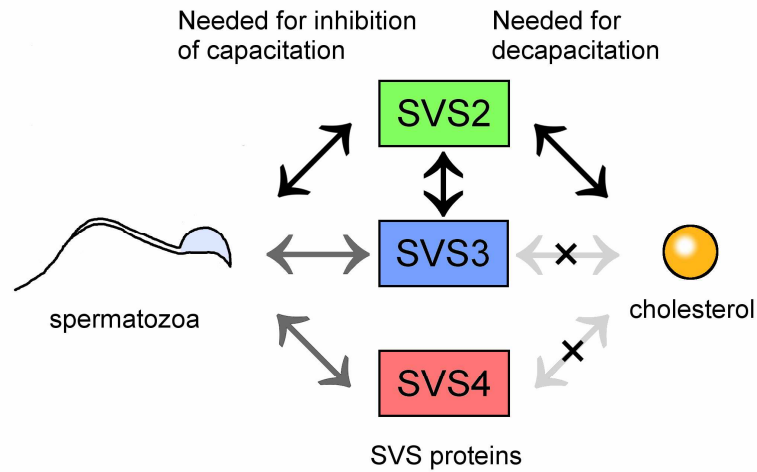 Needed for inhibition
of capacitation
Needed for
decapacitation
SVS2
SVS3
SVS4
spermatozoa
cholesterol
SVS proteins